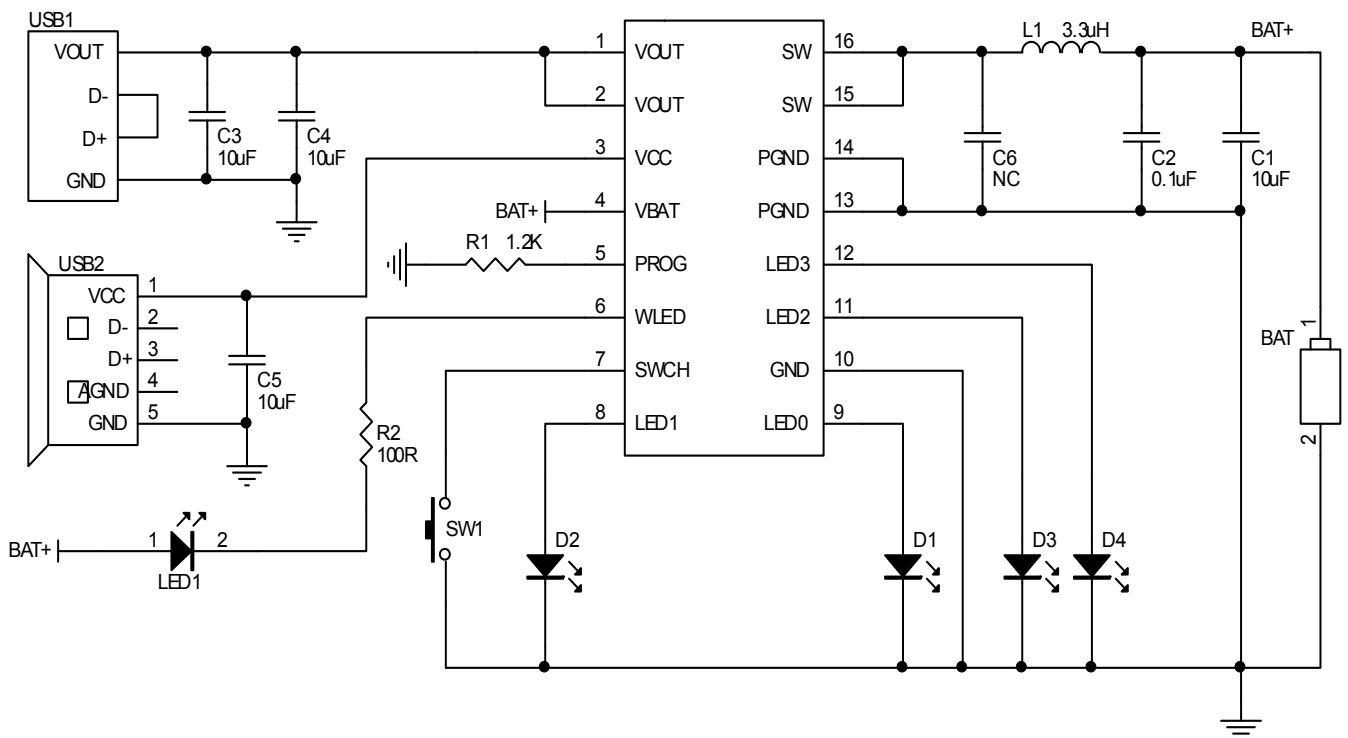 USB1
VOUT
D-
D+
GND
C3
10uF
C4
10uF
USB2
VCC
D-
D+
AGND
GND
1
2
3
4
5
C5
10uF
BAT+
R1 1.2K
R2
100R
BAT+
1
2
LED1
SW1
D2
1
2
3
4
5
6
7
8
VOUT
VOUT
VCC
VBAT
PROG
WLED
SWCH
LED1
SW
SW
PGND
PGND
LED3
LED2
GND
LED0
16
15
14
13
12
11
10
9
L1 3.3uH
BAT+
C6
NC
C2
0.1uF
C1
10uF
BAT
1
2
D1
D3
D4